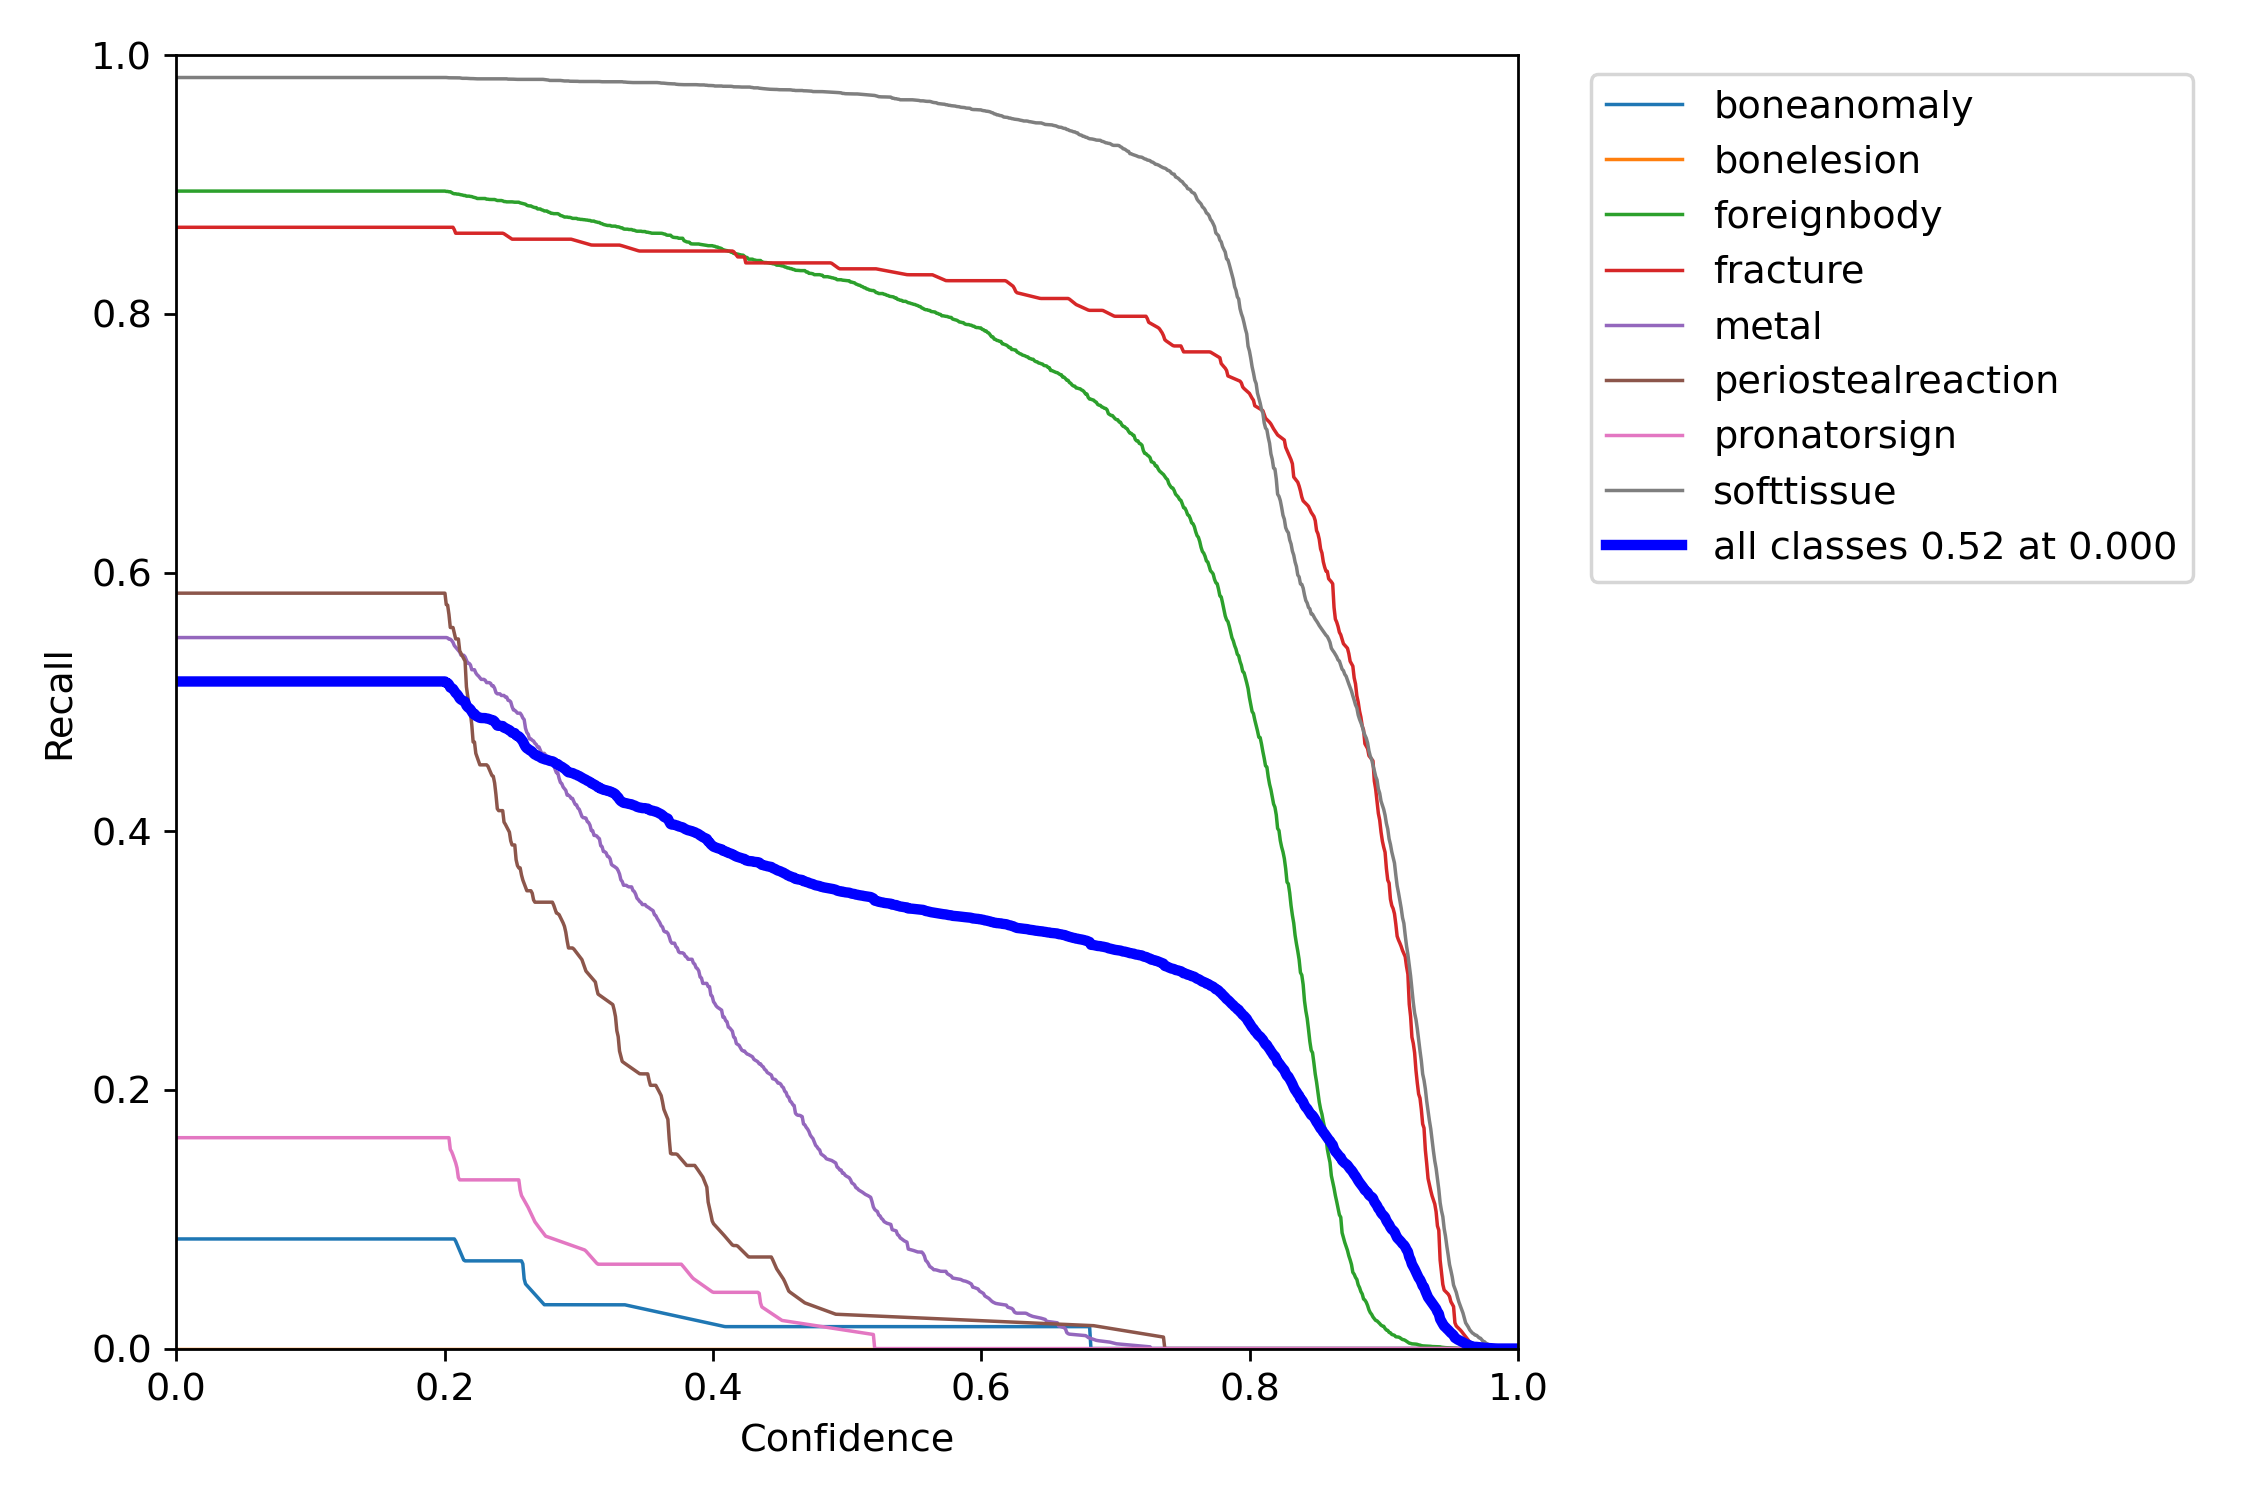 1.0
0.8
0.6
0.4
0.2
0.0
Recall
0.0 0.2 0.4 0.6 0.8 1.0
Confidence
boneanomaly
bonelesion
foreignbody
fracture
metal
periostealreaction
pronatorsign
softtissue
all classes 0.52 at 0.000